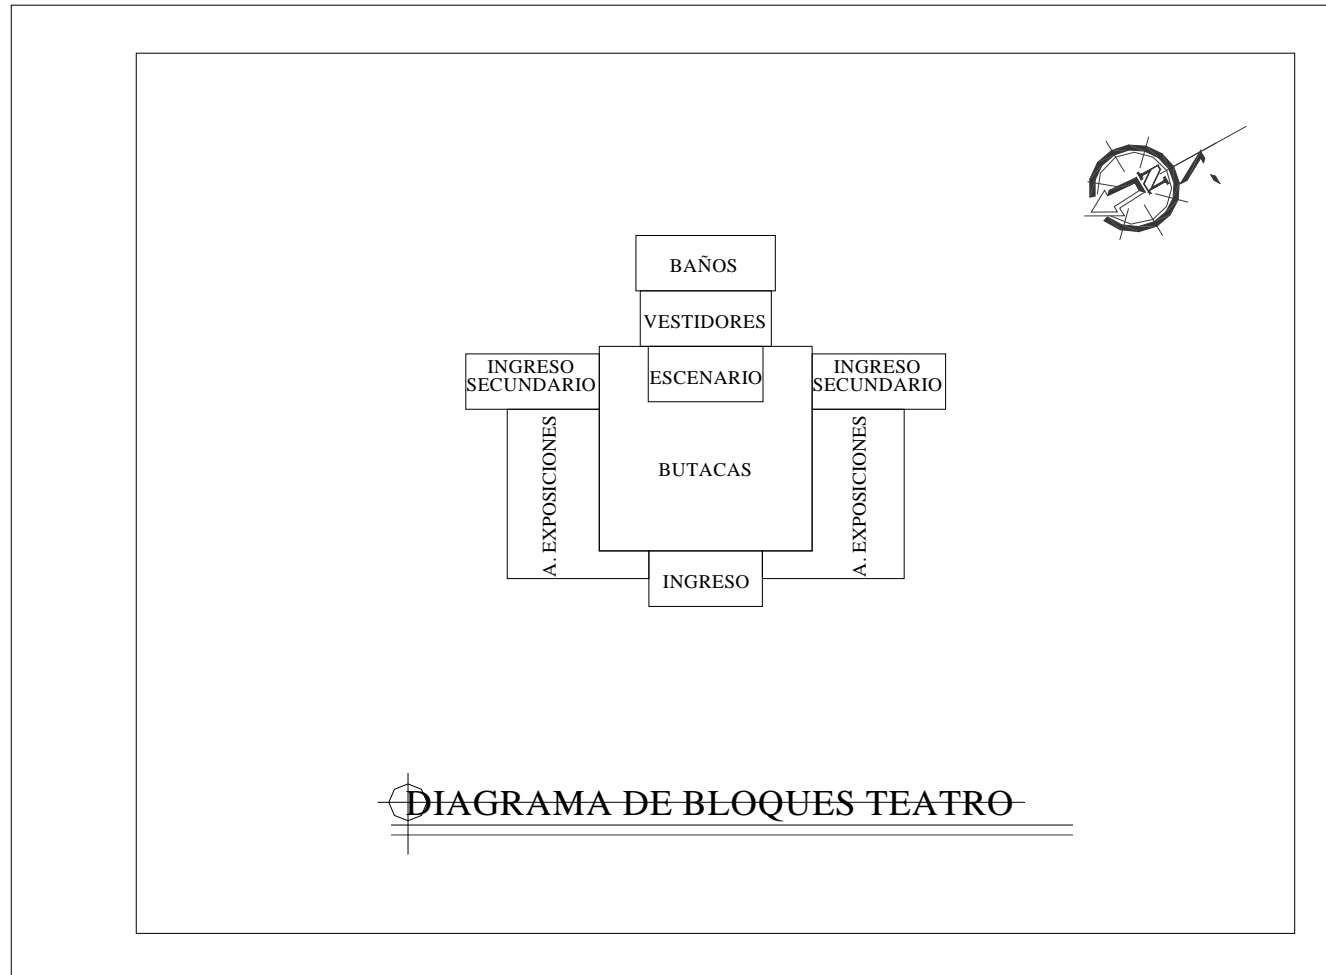 N
BAÑOS
VESTIDORES
INGRESO
SECUNDARIO
ESCENARIO
INGRESO
SECUNDARIO
A. EXPOSICIONES
BUTACAS
A. EXPOSICIONES
INGRESO
DIAGRAMA DE BLOQUES TEATRO